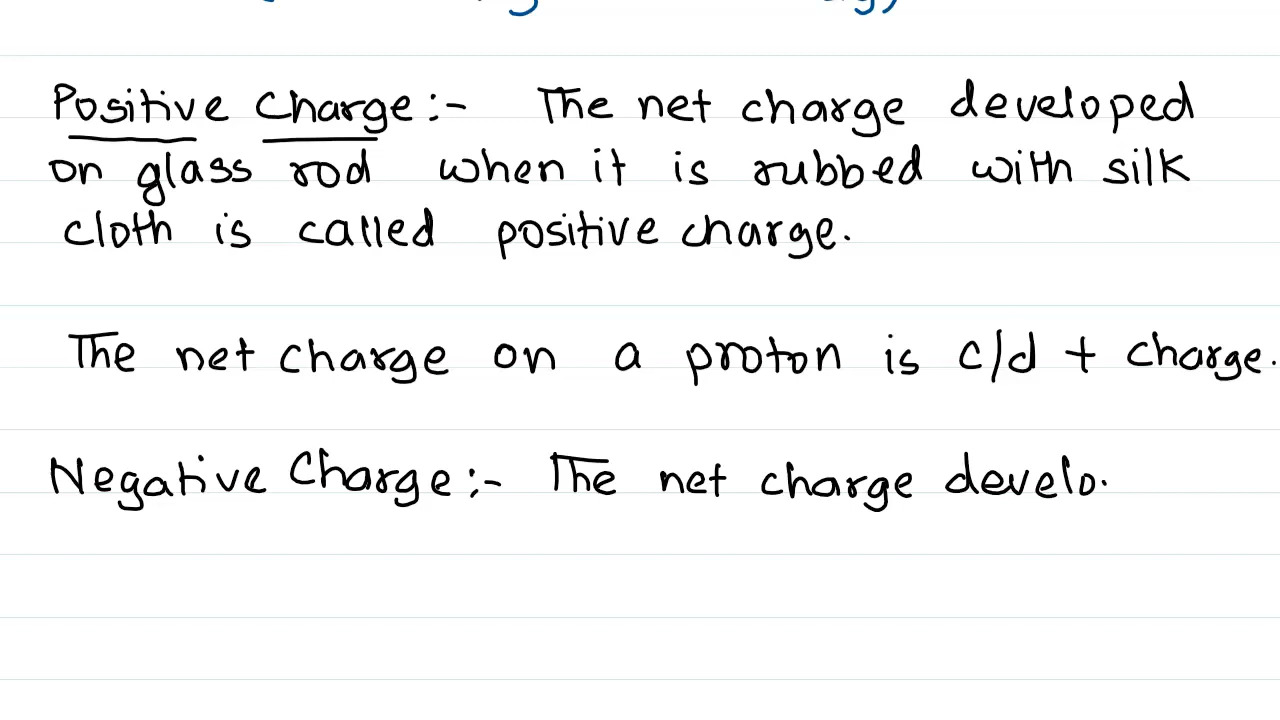 Positive Charge:- The net charge developed
on glass rod when it is rubbed with silk
cloth is called positive charge.
The net charge on a proton is c/d + charge.
Negative Charge:- The net charge develo.